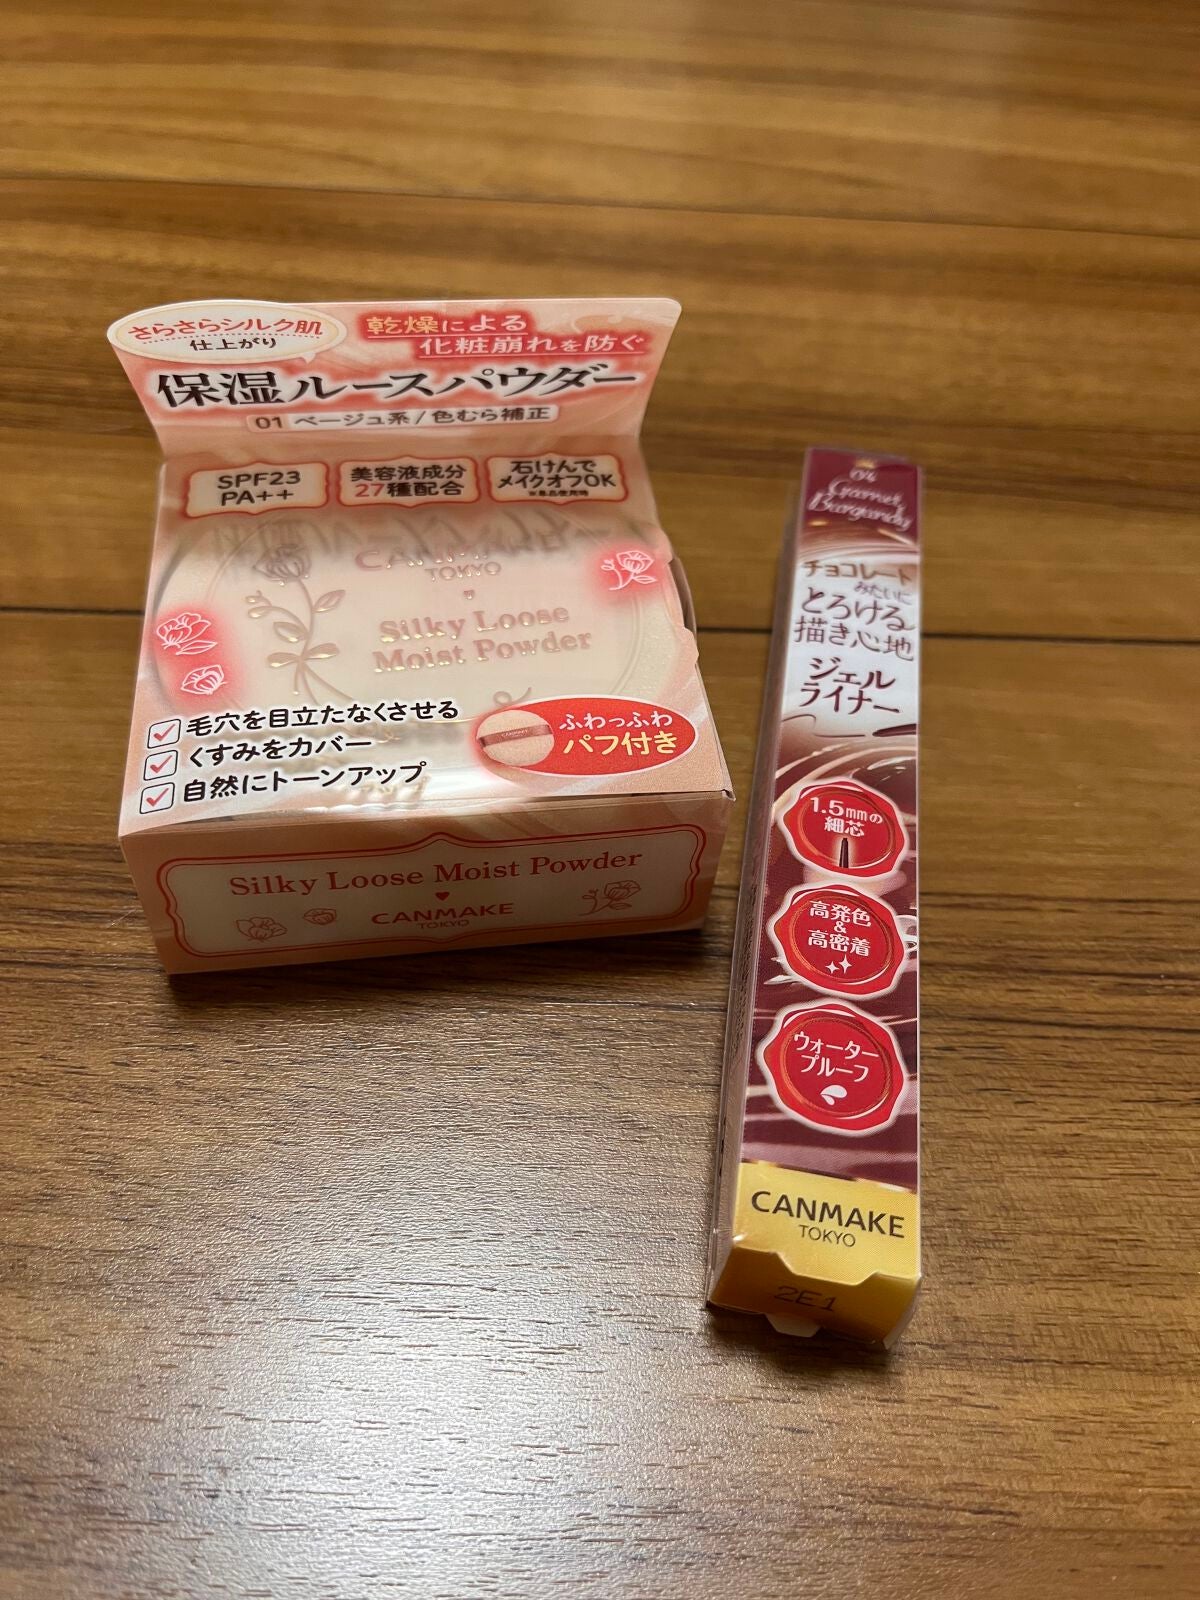 さらさらシルク肌
仕上がり
乾燥による
化粧崩れを防ぐ
保湿ルースパウダー
01 ベージュ系/色むら補正
SPF23
PA++
美容液成分
27種配合
石けんで
メイクオフOK
※単品使用時
CANMAKE
TOKYO
Silky Loose
Moist Powder
毛穴を目立たなくさせる
くすみをカバー
自然にトーンアップ
ふわっふわ
パフ付き
Silky Loose Moist Powder
CANMAKE
TOKYO
Garnet
Burgundy
チョコレート
みたいに
とろける
描き心地
ジェル
ライナー
1.5mmの
細芯
高発色
&
高密着
ウォーター
プルーフ
CANMAKE
TOKYO
2E1